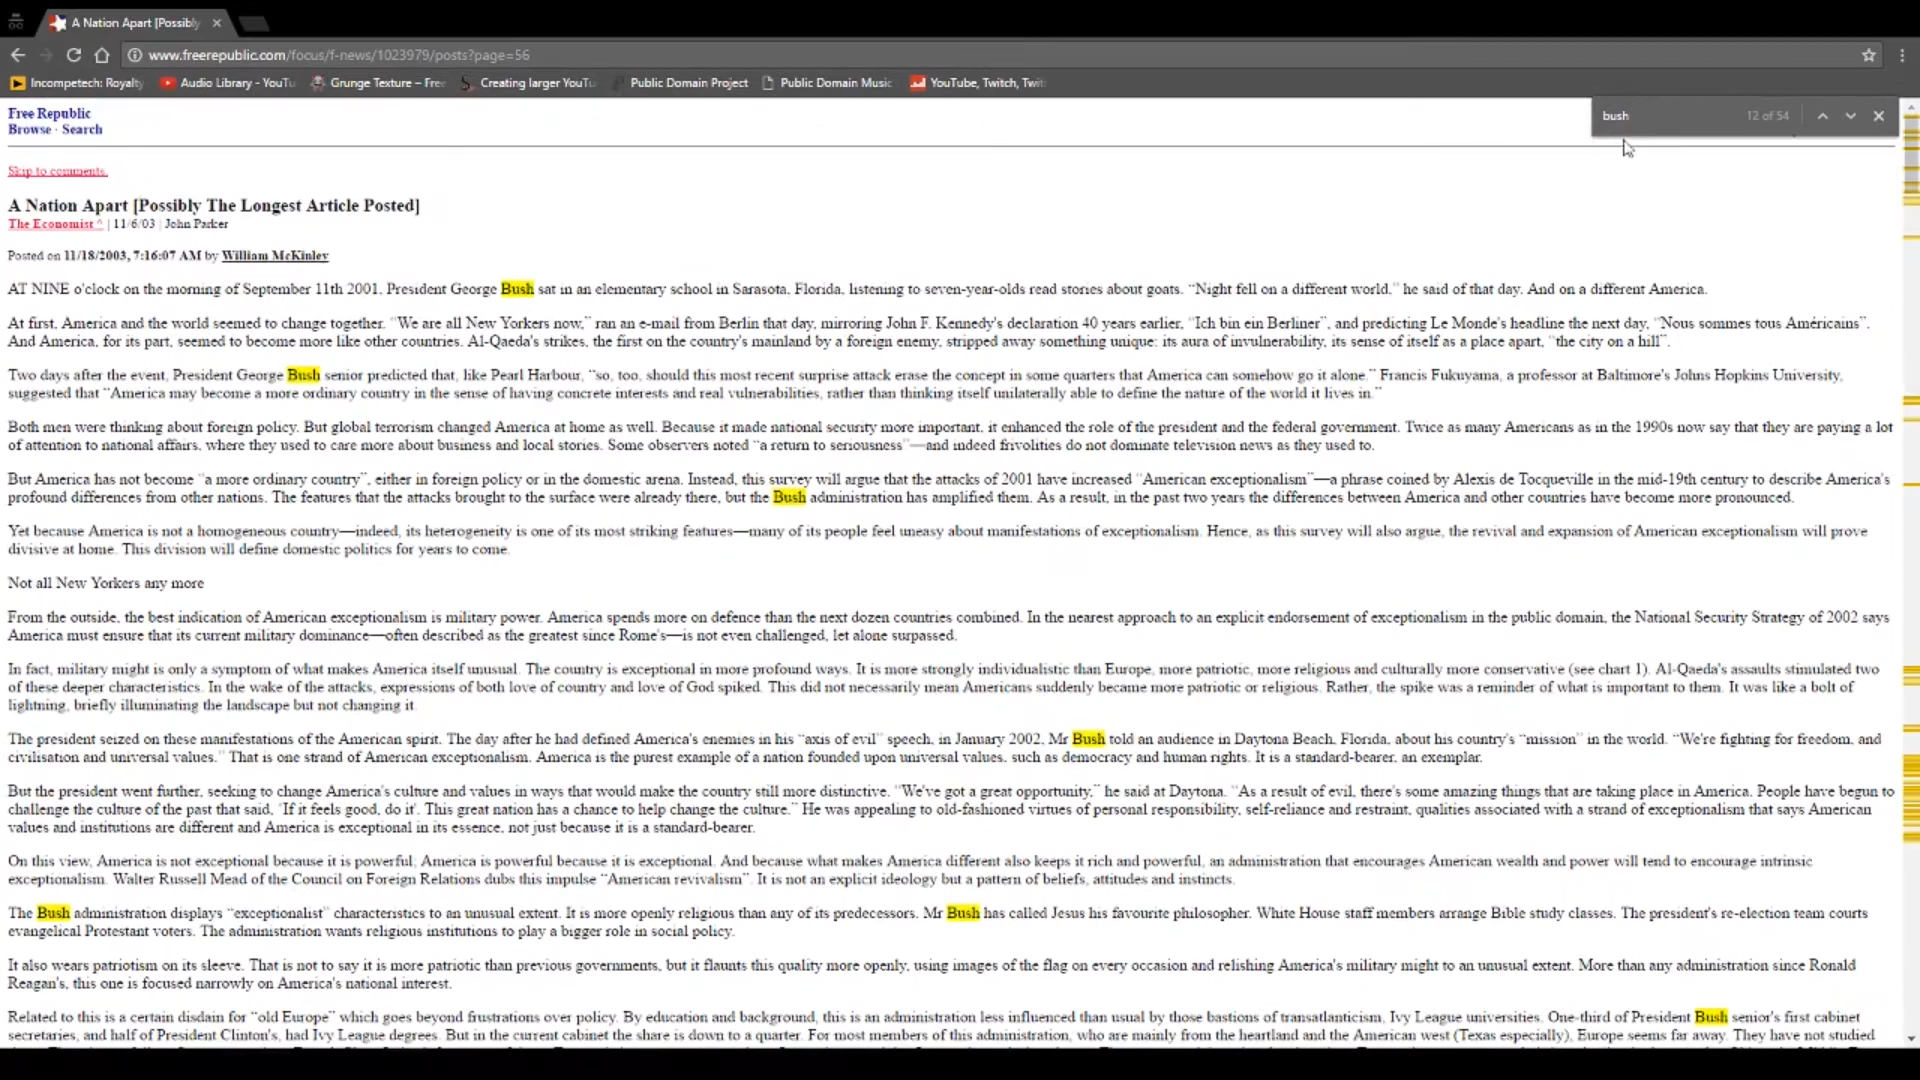 A Nation Apart [Possibly
www.freerepublic.com/focus/f-news/1023979/posts?page=56
Incompetech: Royalty
Audio Library - YouTu
Grunge Texture – Free
Creating larger YouTu
Public Domain Project
Public Domain Music
YouTube, Twitch, Twit
bush
12 of 54
Free Republic
Browse · Search
Skip to comments.
A Nation Apart [Possibly The Longest Article Posted]
The Economist ^ | 11/6/03 | John Parker
Posted on 11/18/2003, 7:16:07 AM by William McKinley
AT NINE o'clock on the morning of September 11th 2001, President George Bush sat in an elementary school in Sarasota, Florida, listening to seven-year-olds read stories about goats. “Night fell on a different world,” he said of that day. And on a different America.
At first, America and the world seemed to change together. “We are all New Yorkers now,” ran an e-mail from Berlin that day, mirroring John F. Kennedy's declaration 40 years earlier, “Ich bin ein Berliner”, and predicting Le Monde's headline the next day, “Nous sommes tous Américains”.
And America, for its part, seemed to become more like other countries. Al-Qaeda's strikes, the first on the country's mainland by a foreign enemy, stripped away something unique: its aura of invulnerability, its sense of itself as a place apart, “the city on a hill”.
Two days after the event, President George Bush senior predicted that, like Pearl Harbour, “so, too, should this most recent surprise attack erase the concept in some quarters that America can somehow go it alone.” Francis Fukuyama, a professor at Baltimore's Johns Hopkins University,
suggested that “America may become a more ordinary country in the sense of having concrete interests and real vulnerabilities, rather than thinking itself unilaterally able to define the nature of the world it lives in.”
Both men were thinking about foreign policy. But global terrorism changed America at home as well. Because it made national security more important, it enhanced the role of the president and the federal government. Twice as many Americans as in the 1990s now say that they are paying a lot
of attention to national affairs, where they used to care more about business and local stories. Some observers noted “a return to seriousness”—and indeed frivolities do not dominate television news as they used to.
But America has not become “a more ordinary country”, either in foreign policy or in the domestic arena. Instead, this survey will argue that the attacks of 2001 have increased “American exceptionalism”—a phrase coined by Alexis de Tocqueville in the mid-19th century to describe America's
profound differences from other nations. The features that the attacks brought to the surface were already there, but the Bush administration has amplified them. As a result, in the past two years the differences between America and other countries have become more pronounced.
Yet because America is not a homogeneous country—indeed, its heterogeneity is one of its most striking features—many of its people feel uneasy about manifestations of exceptionalism. Hence, as this survey will also argue, the revival and expansion of American exceptionalism will prove
divisive at home. This division will define domestic politics for years to come.
Not all New Yorkers any more
From the outside, the best indication of American exceptionalism is military power. America spends more on defence than the next dozen countries combined. In the nearest approach to an explicit endorsement of exceptionalism in the public domain, the National Security Strategy of 2002 says
America must ensure that its current military dominance—often described as the greatest since Rome's—is not even challenged, let alone surpassed.
In fact, military might is only a symptom of what makes America itself unusual. The country is exceptional in more profound ways. It is more strongly individualistic than Europe, more patriotic, more religious and culturally more conservative (see chart 1). Al-Qaeda's assaults stimulated two
of these deeper characteristics. In the wake of the attacks, expressions of both love of country and love of God spiked. This did not necessarily mean Americans suddenly became more patriotic or religious. Rather, the spike was a reminder of what is important to them. It was like a bolt of
lightning, briefly illuminating the landscape but not changing it.
The president seized on these manifestations of the American spirit. The day after he had defined America's enemies in his “axis of evil” speech, in January 2002, Mr Bush told an audience in Daytona Beach, Florida, about his country's “mission” in the world. “We're fighting for freedom, and
civilisation and universal values.” That is one strand of American exceptionalism. America is the purest example of a nation founded upon universal values, such as democracy and human rights. It is a standard-bearer, an exemplar.
But the president went further, seeking to change America's culture and values in ways that would make the country still more distinctive. “We've got a great opportunity,” he said at Daytona. “As a result of evil, there's some amazing things that are taking place in America. People have begun to
challenge the culture of the past that said, 'If it feels good, do it'. This great nation has a chance to help change the culture.” He was appealing to old-fashioned virtues of personal responsibility, self-reliance and restraint, qualities associated with a strand of exceptionalism that says American
values and institutions are different and America is exceptional in its essence, not just because it is a standard-bearer.
On this view, America is not exceptional because it is powerful; America is powerful because it is exceptional. And because what makes America different also keeps it rich and powerful, an administration that encourages American wealth and power will tend to encourage intrinsic
exceptionalism. Walter Russell Mead of the Council on Foreign Relations dubs this impulse “American revivalism”. It is not an explicit ideology but a pattern of beliefs, attitudes and instincts.
The Bush administration displays “exceptionalist” characteristics to an unusual extent. It is more openly religious than any of its predecessors. Mr Bush has called Jesus his favourite philosopher. White House staff members arrange Bible study classes. The president's re-election team courts
evangelical Protestant voters. The administration wants religious institutions to play a bigger role in social policy.
It also wears patriotism on its sleeve. That is not to say it is more patriotic than previous governments, but it flaunts this quality more openly, using images of the flag on every occasion and relishing America's military might to an unusual extent. More than any administration since Ronald
Reagan's, this one is focused narrowly on America's national interest.
Related to this is a certain disdain for “old Europe” which goes beyond frustrations over policy. By education and background, this is an administration less influenced than usual by those bastions of transatlanticism, Ivy League universities. One-third of President Bush senior's first cabinet
secretaries, and half of President Clinton's, had Ivy League degrees. But in the current cabinet the share is down to a quarter. For most members of this administration, who are mainly from the heartland and the American west (Texas especially), Europe seems far away. They have not studied